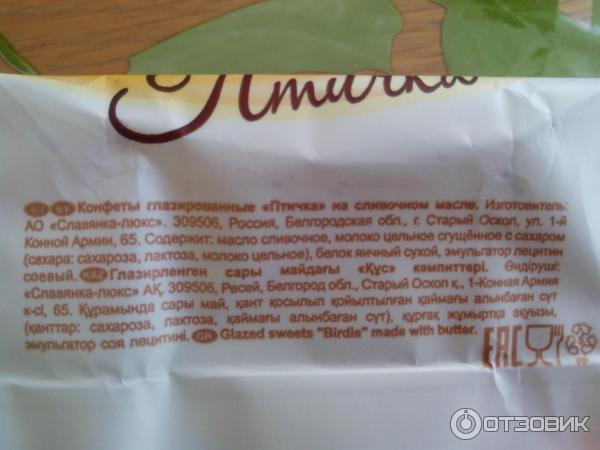 Птичка
RU BY Конфеты глазированные «Птичка» на сливочном масле. Изготовитель:
АО «Славянка-люкс». 309506, Россия, Белгородская обл., г. Старый Оскол, ул. 1-й
Конной Армии, 65. Содержит: масло сливочное, молоко цельное сгущённое с сахаром
(сахара: сахароза, лактоза, молоко цельное), белок яичный сухой, эмульгатор лецитин
соевый. KAZ Глазирленген сары майдағы «Құс» кәмпиттері. Өндіруші:
«Славянка-люкс» АҚ. 309506, Ресей, Белгород обл., Старый Оскол қ., 1-Конная Армия
к-сі, 65. Құрамында сары май, қант қосылып қойылтылған қаймағы алынбаған сүт
(қанттар: сахароза, лактоза, қаймағы алынбаған сүт), құрғақ жұмыртқа ақуызы,
эмульгатор соя лецитині. GB Glazed sweets "Birdie" made with butter.
EAC
ОТЗОВИК